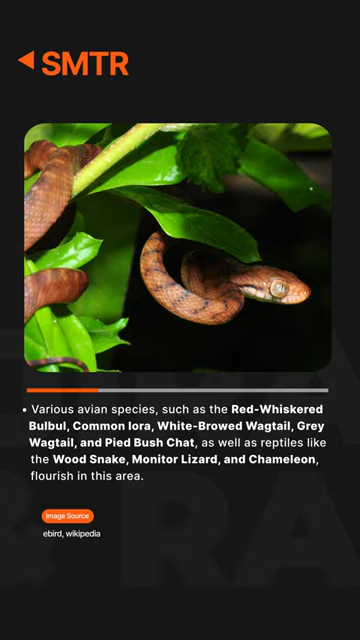 SMTR
• Various avian species, such as the Red-Whiskered
Bulbul, Common Iora, White-Browed Wagtail, Grey
Wagtail, and Pied Bush Chat, as well as reptiles like
the Wood Snake, Monitor Lizard, and Chameleon,
flourish in this area.
Image Source
ebird, wikipedia